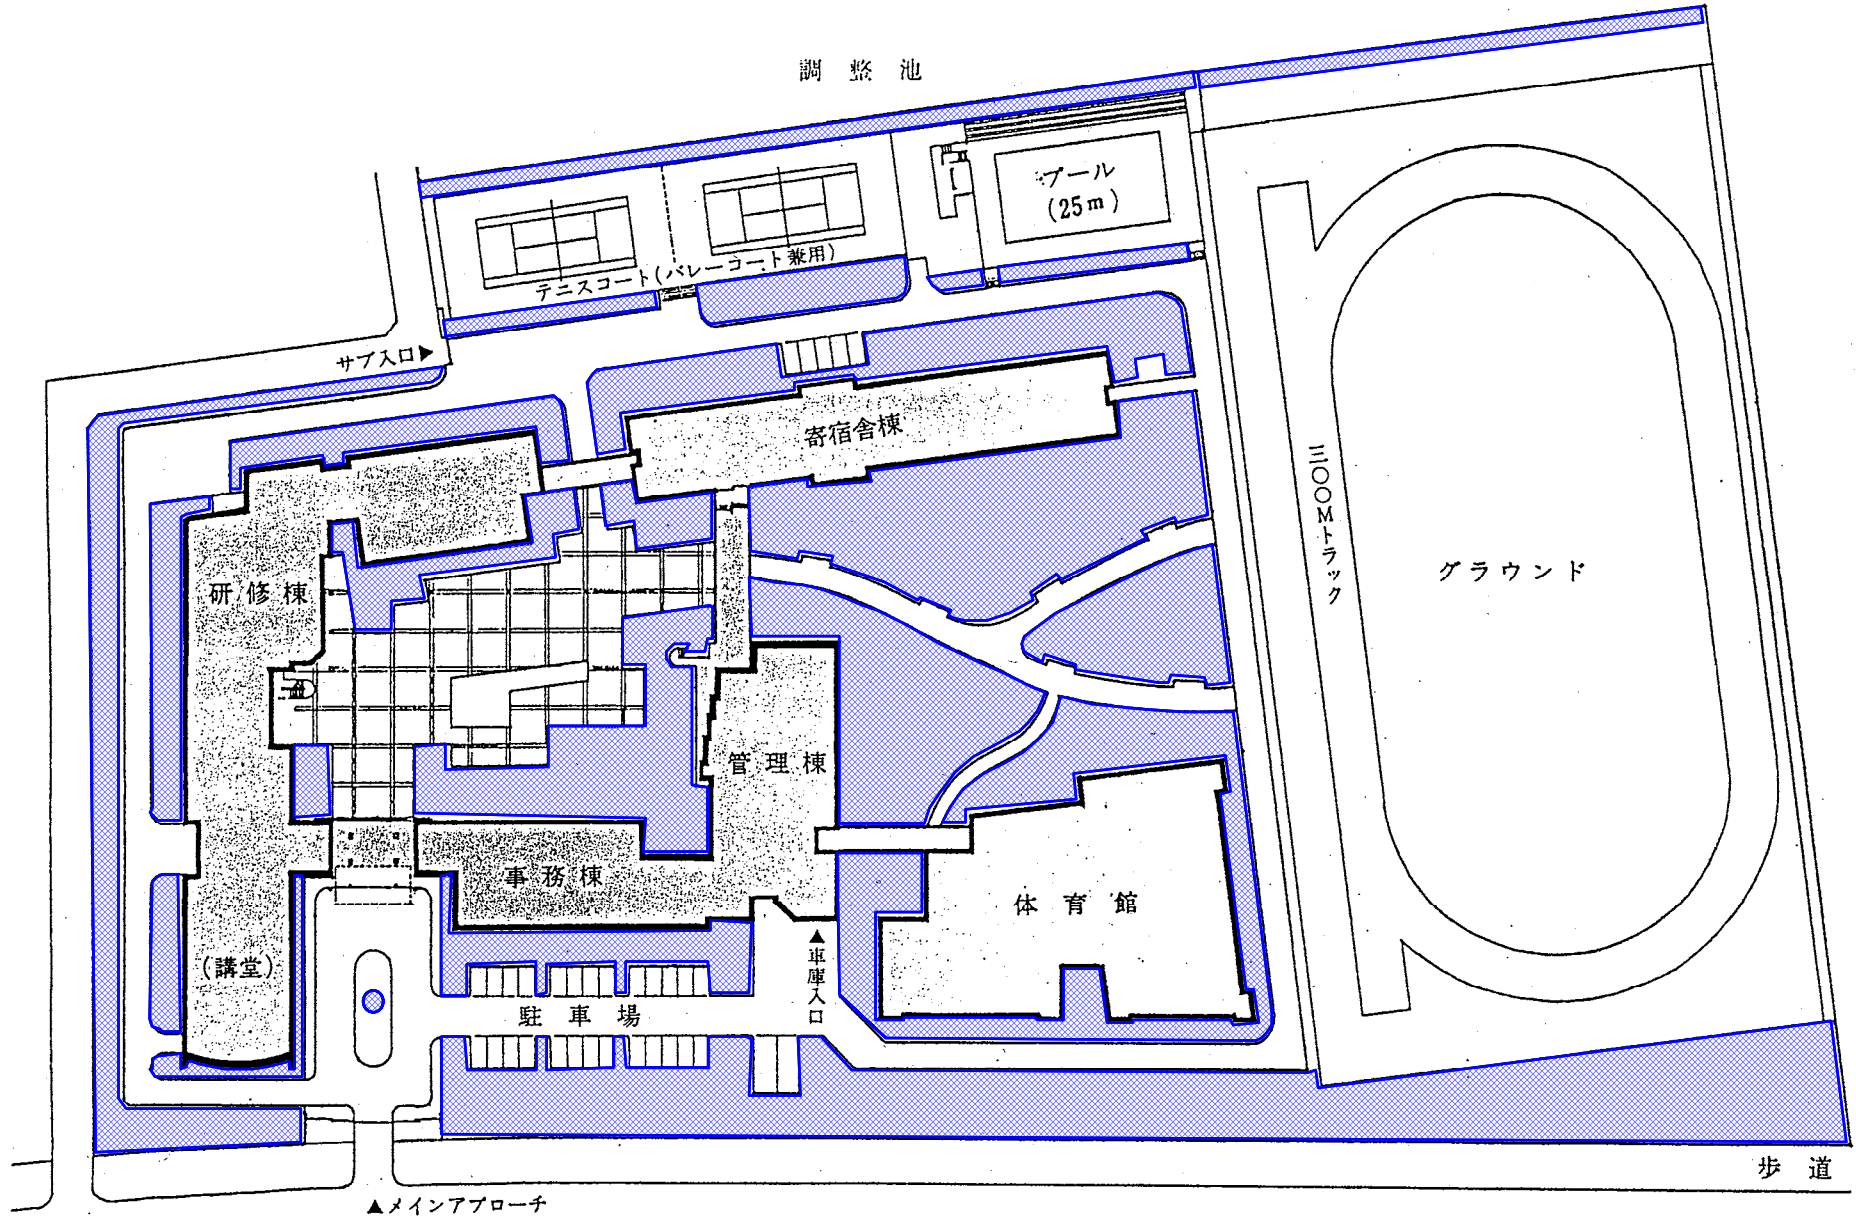 調整池
プール
(25m)
テニスコート(バレーコート兼用)
サブ入口▶
寄宿舎棟
三〇〇Mトラック
グラウンド
研修棟
管理棟
事務棟
体育館
(講堂)
▲車庫入口
駐車場
歩道
▲メインアプローチ